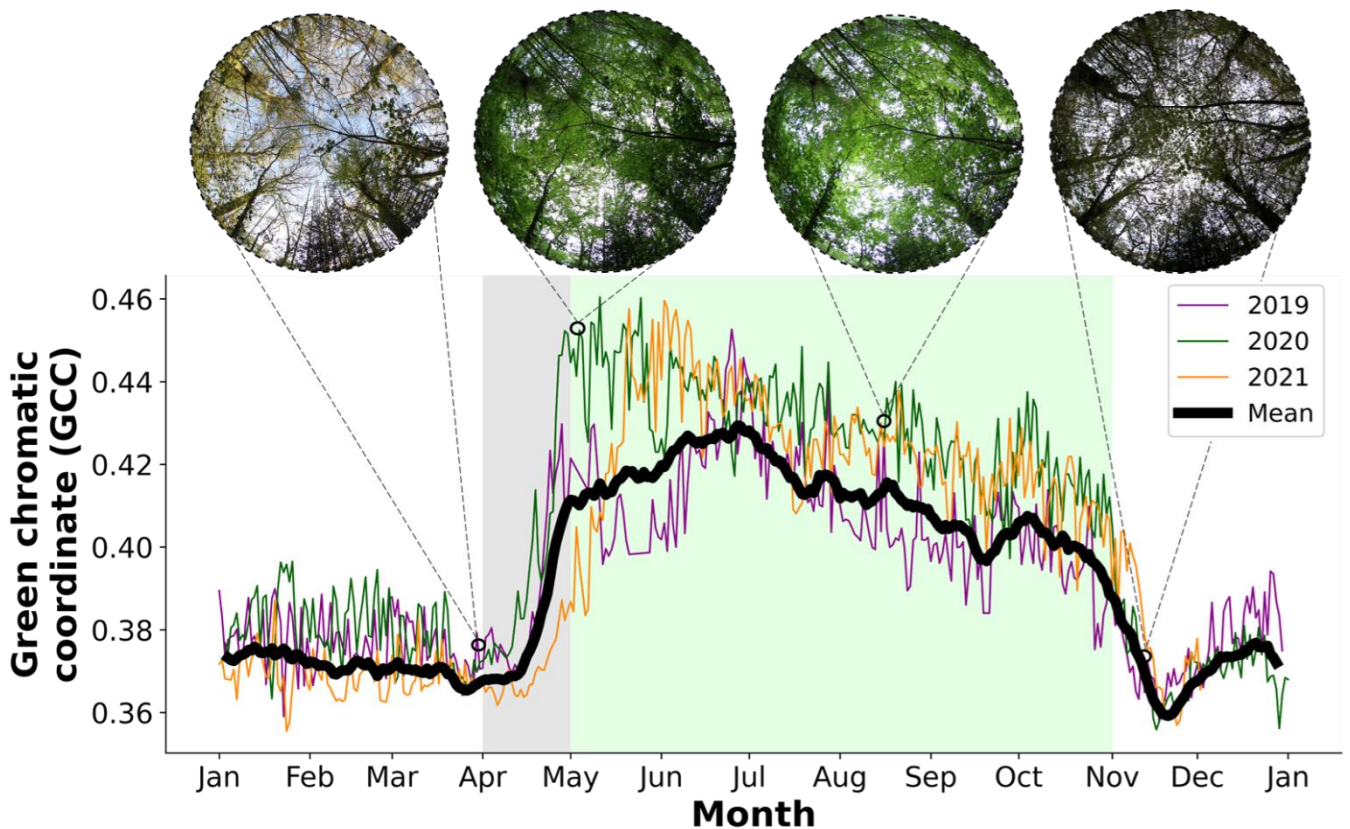 0.46
0.44
0.42
0.40
0.38
0.36
Green chromatic
coordinate (GCC)
2019
2020
2021
Mean
Jan Feb Mar Apr May Jun Jul Aug Sep Oct Nov Dec Jan
Month